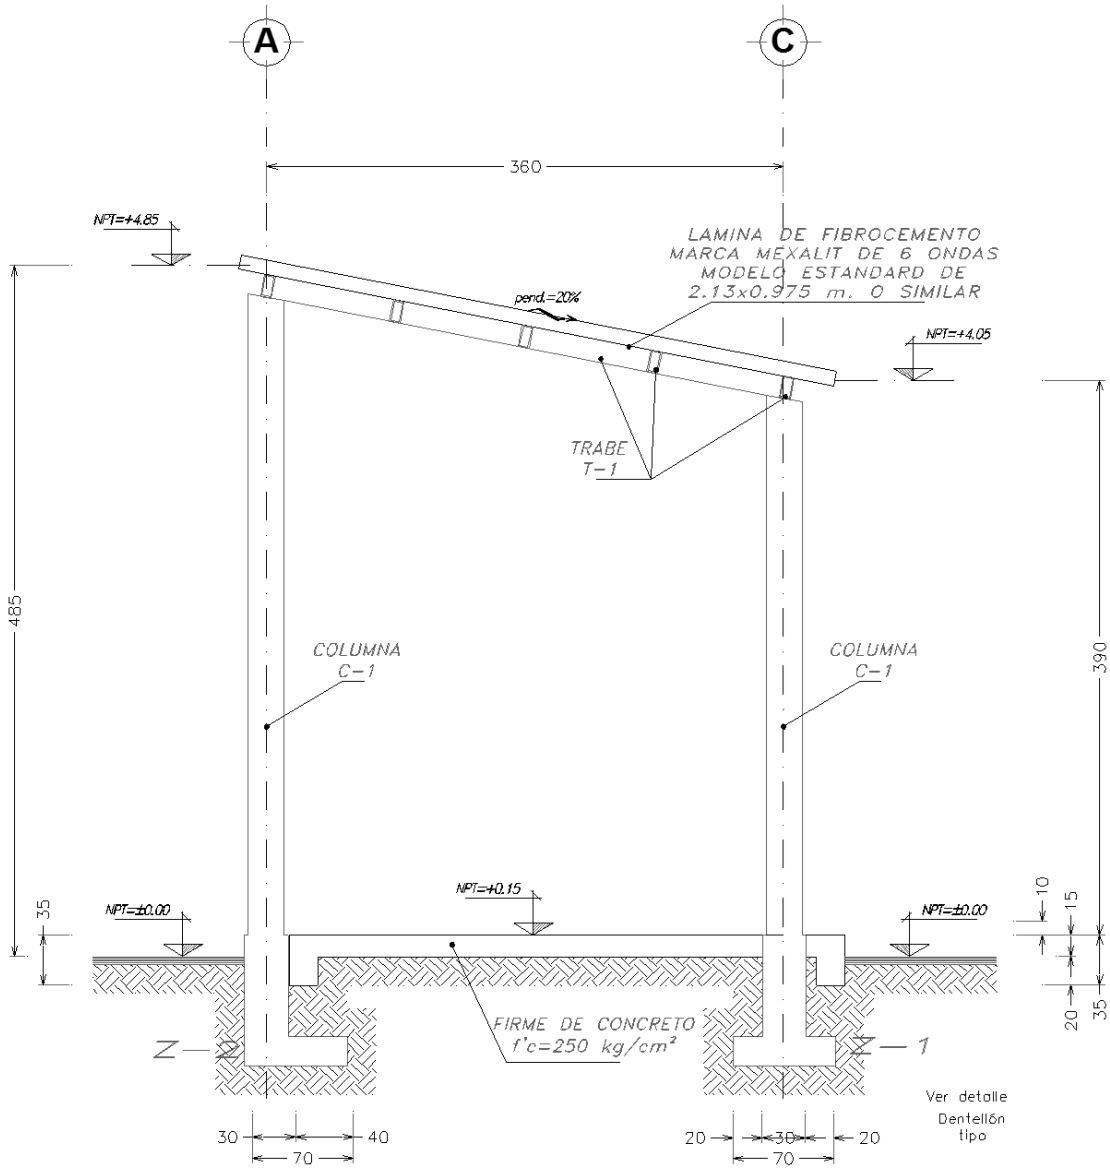 A
C
360
NPT=+4.85
LAMINA DE FIBROCEMENTO
MARCA MEXALIT DE 6 ONDAS
MODELO ESTANDARD DE
2.13x0.975 m. O SIMILAR
pend.=20%
NPT=+4.05
TRABE
T-1
485
390
COLUMNA
C-1
COLUMNA
C-1
NPT=+0.15
10
15
35
NPT=±0.00
NPT=±0.00
35
20
FIRME DE CONCRETO
f'c=250 kg/cm²
Z-2
Z-1
Ver detalle
Dentellón
tipo
30
40
70
20
30
20
70